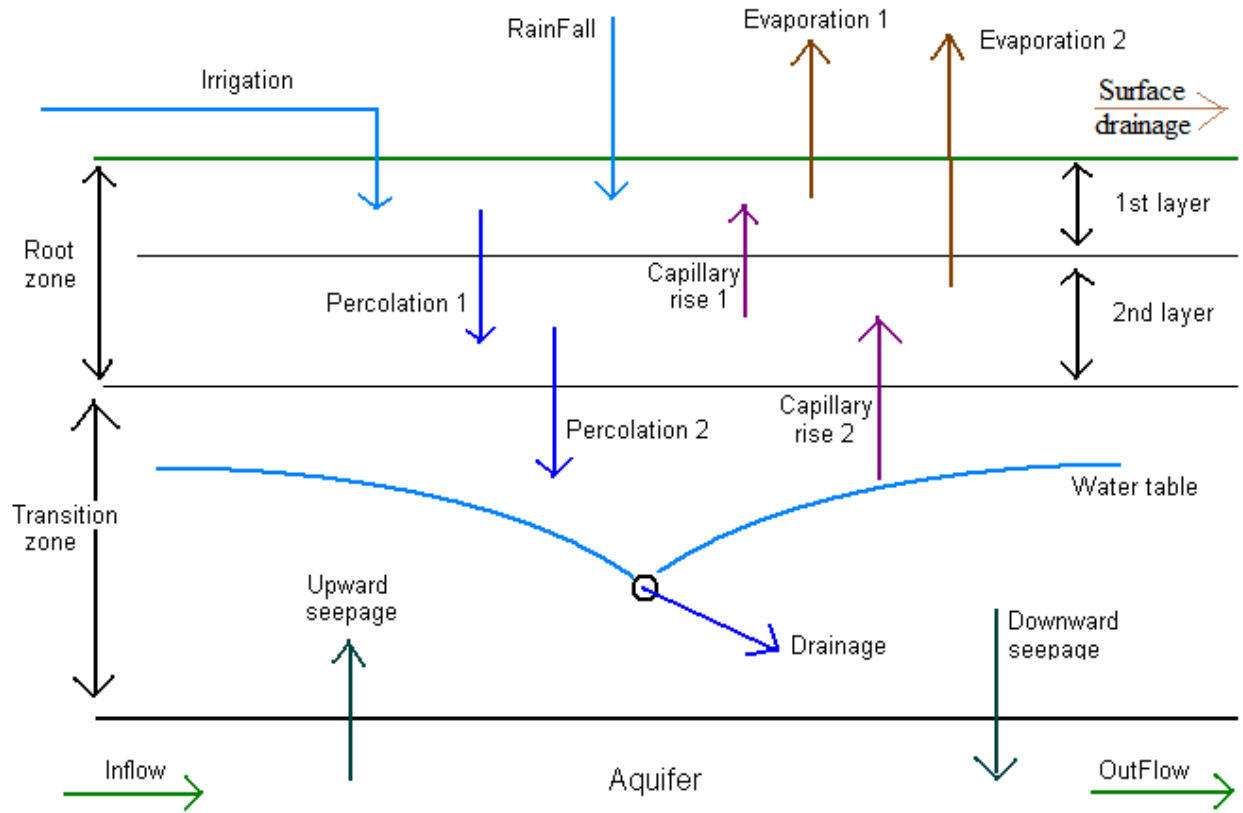 RainFall
Evaporation 1
Evaporation 2
Irrigation
Surface
drainage
Root
zone
1st layer
Percolation 1
Capillary
rise 1
2nd layer
Percolation 2
Capillary
rise 2
Transition
zone
Water table
Upward
seepage
Drainage
Downward
seepage
Inflow
Aquifer
OutFlow